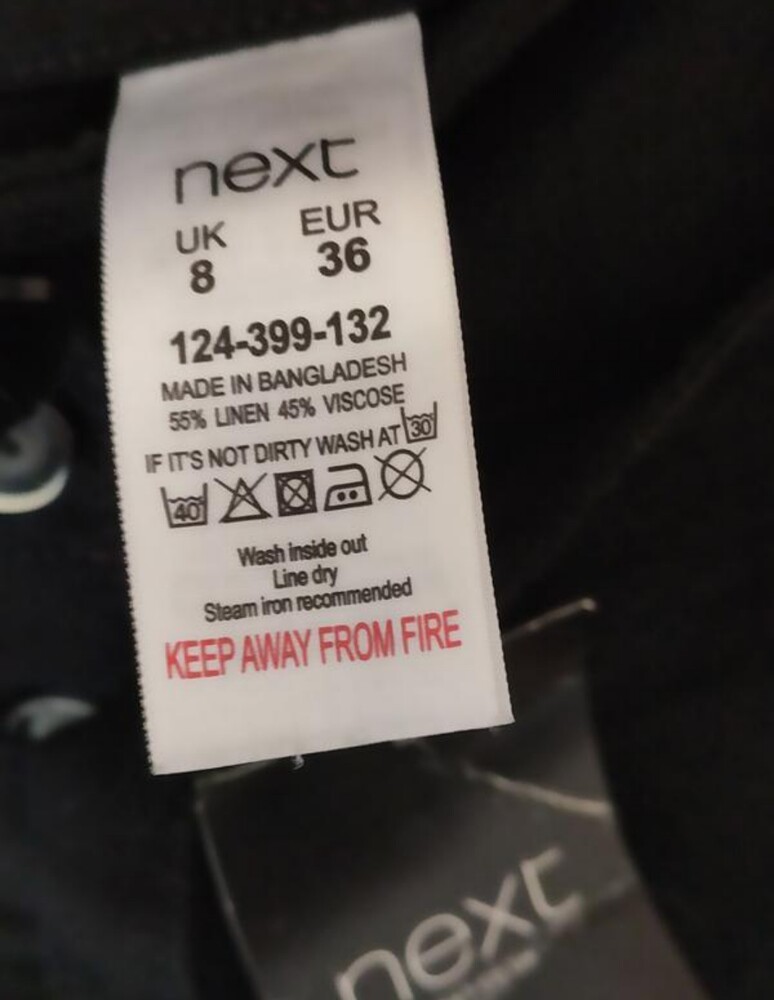 next
UK EUR
8 36
124-399-132
MADE IN BANGLADESH
55% LINEN 45% VISCOSE
IF IT'S NOT DIRTY WASH AT 30
40
Wash inside out
Line dry
Steam iron recommended
KEEP AWAY FROM FIRE
next